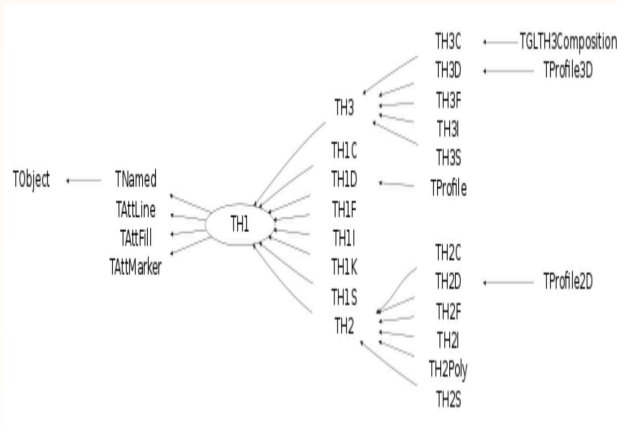 TH3C TGLTH3Composition
TH3D TProfile3D
TH3F
TH3 TH3I
TH3S
TH1C
TObject TNamed TH1D TProfile
TAttLine TH1F
TH1
TAttFill TH1I
TAttMarker TH1K
TH1S
TH2
TH2C
TH2D TProfile2D
TH2F
TH2I
TH2Poly
TH2S